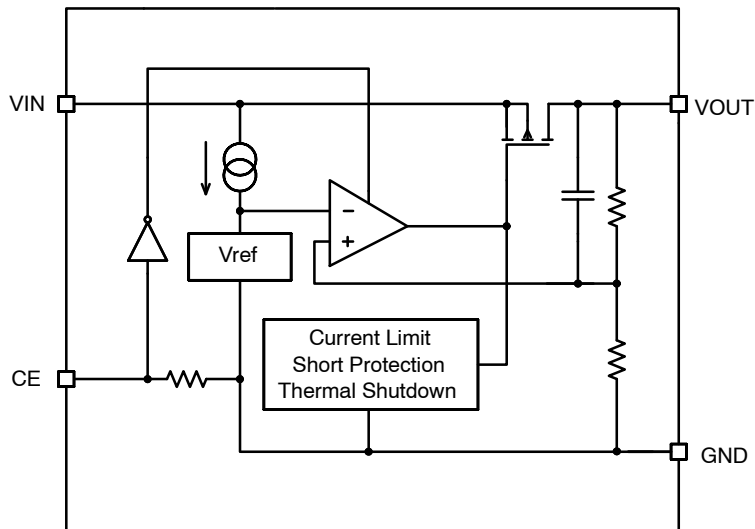 VIN
VOUT
−
+
Vref
Current Limit
Short Protection
Thermal Shutdown
CE
GND